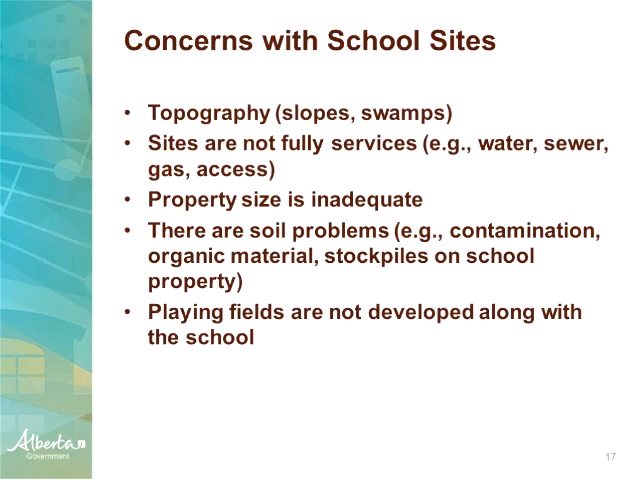 Concerns with School Sites
• Topography (slopes, swamps)
• Sites are not fully services (e.g., water, sewer,
gas, access)
• Property size is inadequate
• There are soil problems (e.g., contamination,
organic material, stockpiles on school
property)
• Playing fields are not developed along with
the school
Alberta
Government
17